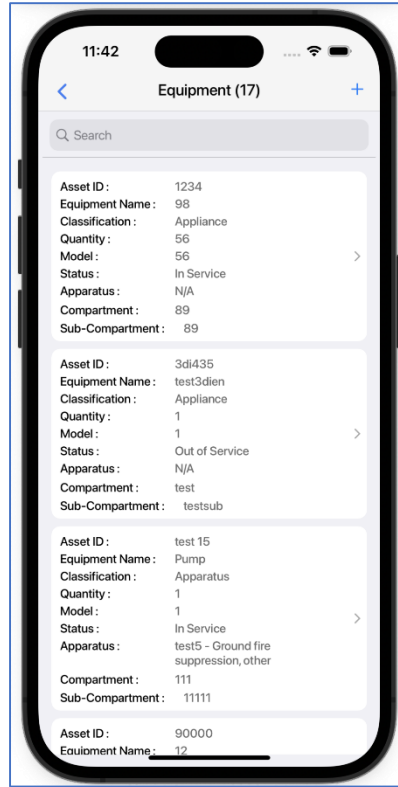 11:42
Equipment (17)
+
Search
Asset ID : 1234
Equipment Name : 98
Classification : Appliance
Quantity : 56
Model : 56
Status : In Service
Apparatus : N/A
Compartment : 89
Sub-Compartment : 89
Asset ID : 3di435
Equipment Name : test3dien
Classification : Appliance
Quantity : 1
Model : 1
Status : Out of Service
Apparatus : N/A
Compartment : test
Sub-Compartment : testsub
Asset ID : test 15
Equipment Name : Pump
Classification : Apparatus
Quantity : 1
Model : 1
Status : In Service
Apparatus : test5 - Ground fire
suppression, other
Compartment : 111
Sub-Compartment : 11111
Asset ID : 90000
Equipment Name : 12